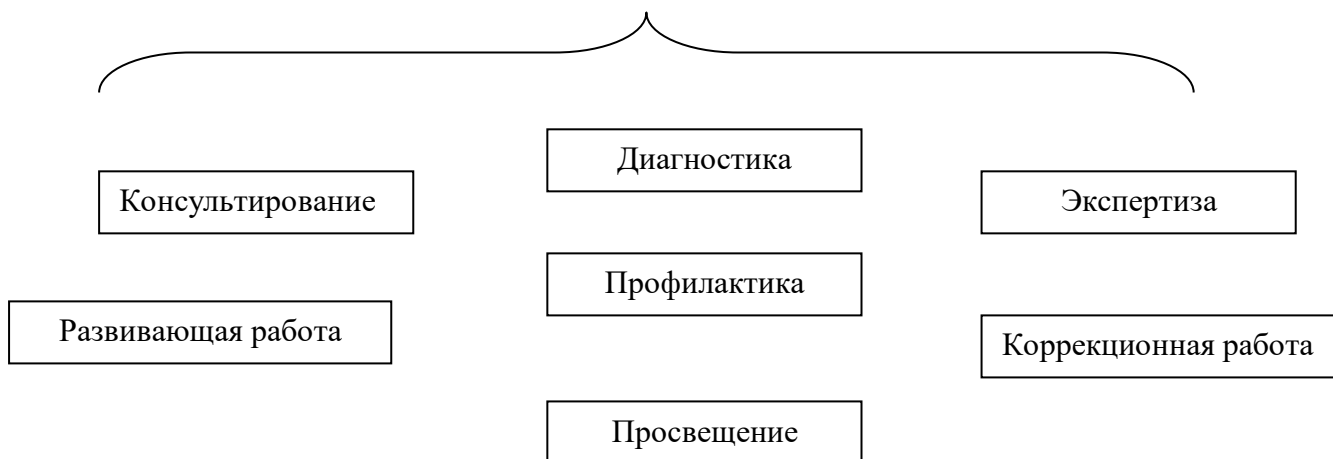 Диагностика
Консультирование
Экспертиза
Профилактика
Развивающая работа
Коррекционная работа
Просвещение